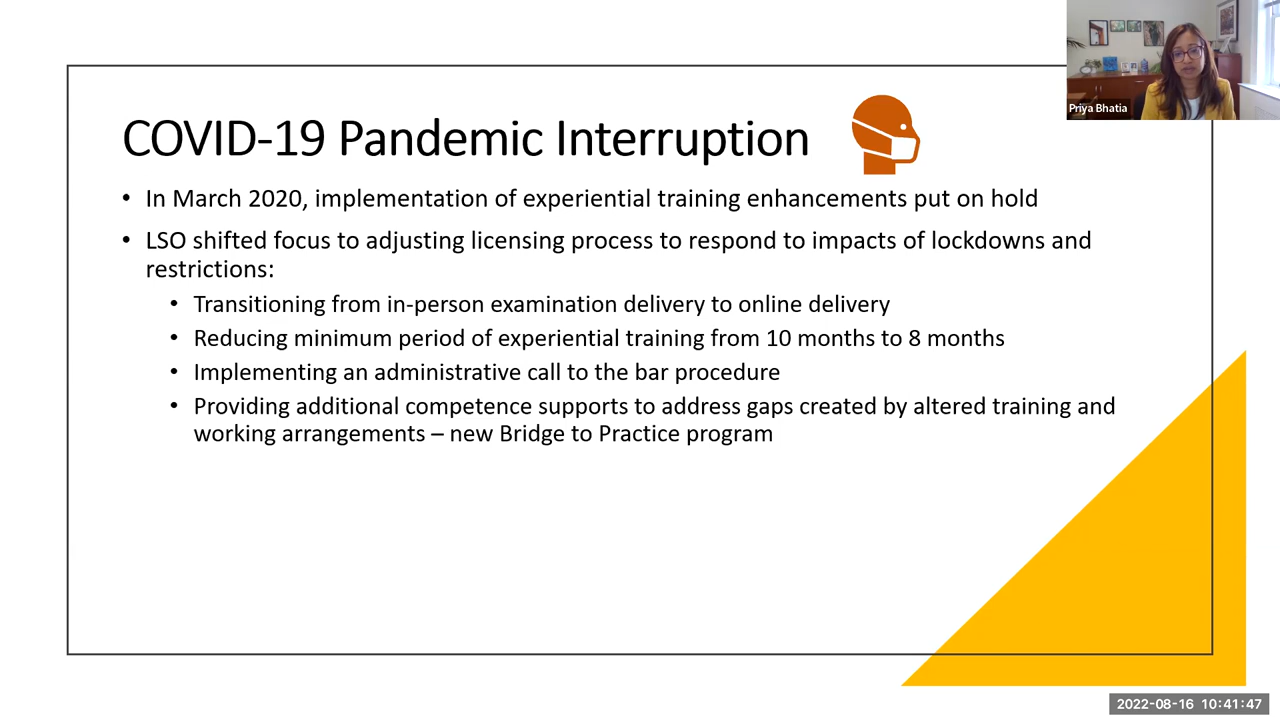 Priya Bhatia
COVID-19 Pandemic Interruption
• In March 2020, implementation of experiential training enhancements put on hold
• LSO shifted focus to adjusting licensing process to respond to impacts of lockdowns and
restrictions:
• Transitioning from in-person examination delivery to online delivery
• Reducing minimum period of experiential training from 10 months to 8 months
• Implementing an administrative call to the bar procedure
• Providing additional competence supports to address gaps created by altered training and
working arrangements – new Bridge to Practice program
2022-08-16 10:41:47